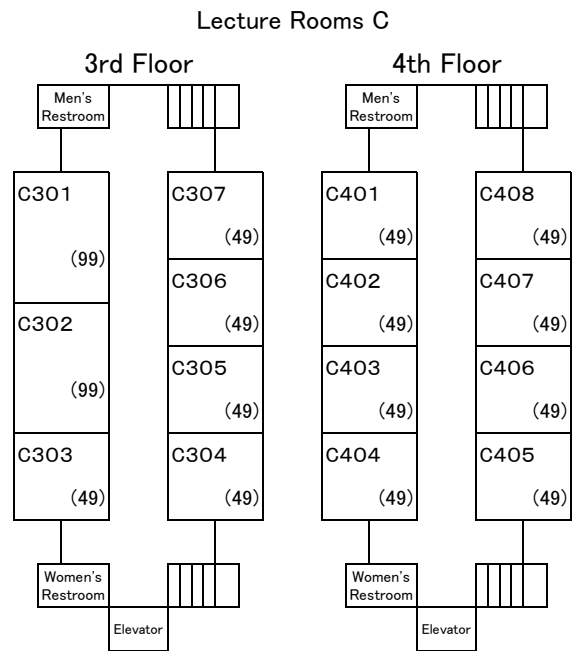 Lecture Rooms C
3rd Floor
Men's
Restroom
C301
(99)
C302
(99)
C303
(49)
C307
(49)
C306
(49)
C305
(49)
C304
(49)
Women's
Restroom
Elevator
4th Floor
Men's
Restroom
C401
(49)
C402
(49)
C403
(49)
C404
(49)
C408
(49)
C407
(49)
C406
(49)
C405
(49)
Women's
Restroom
Elevator